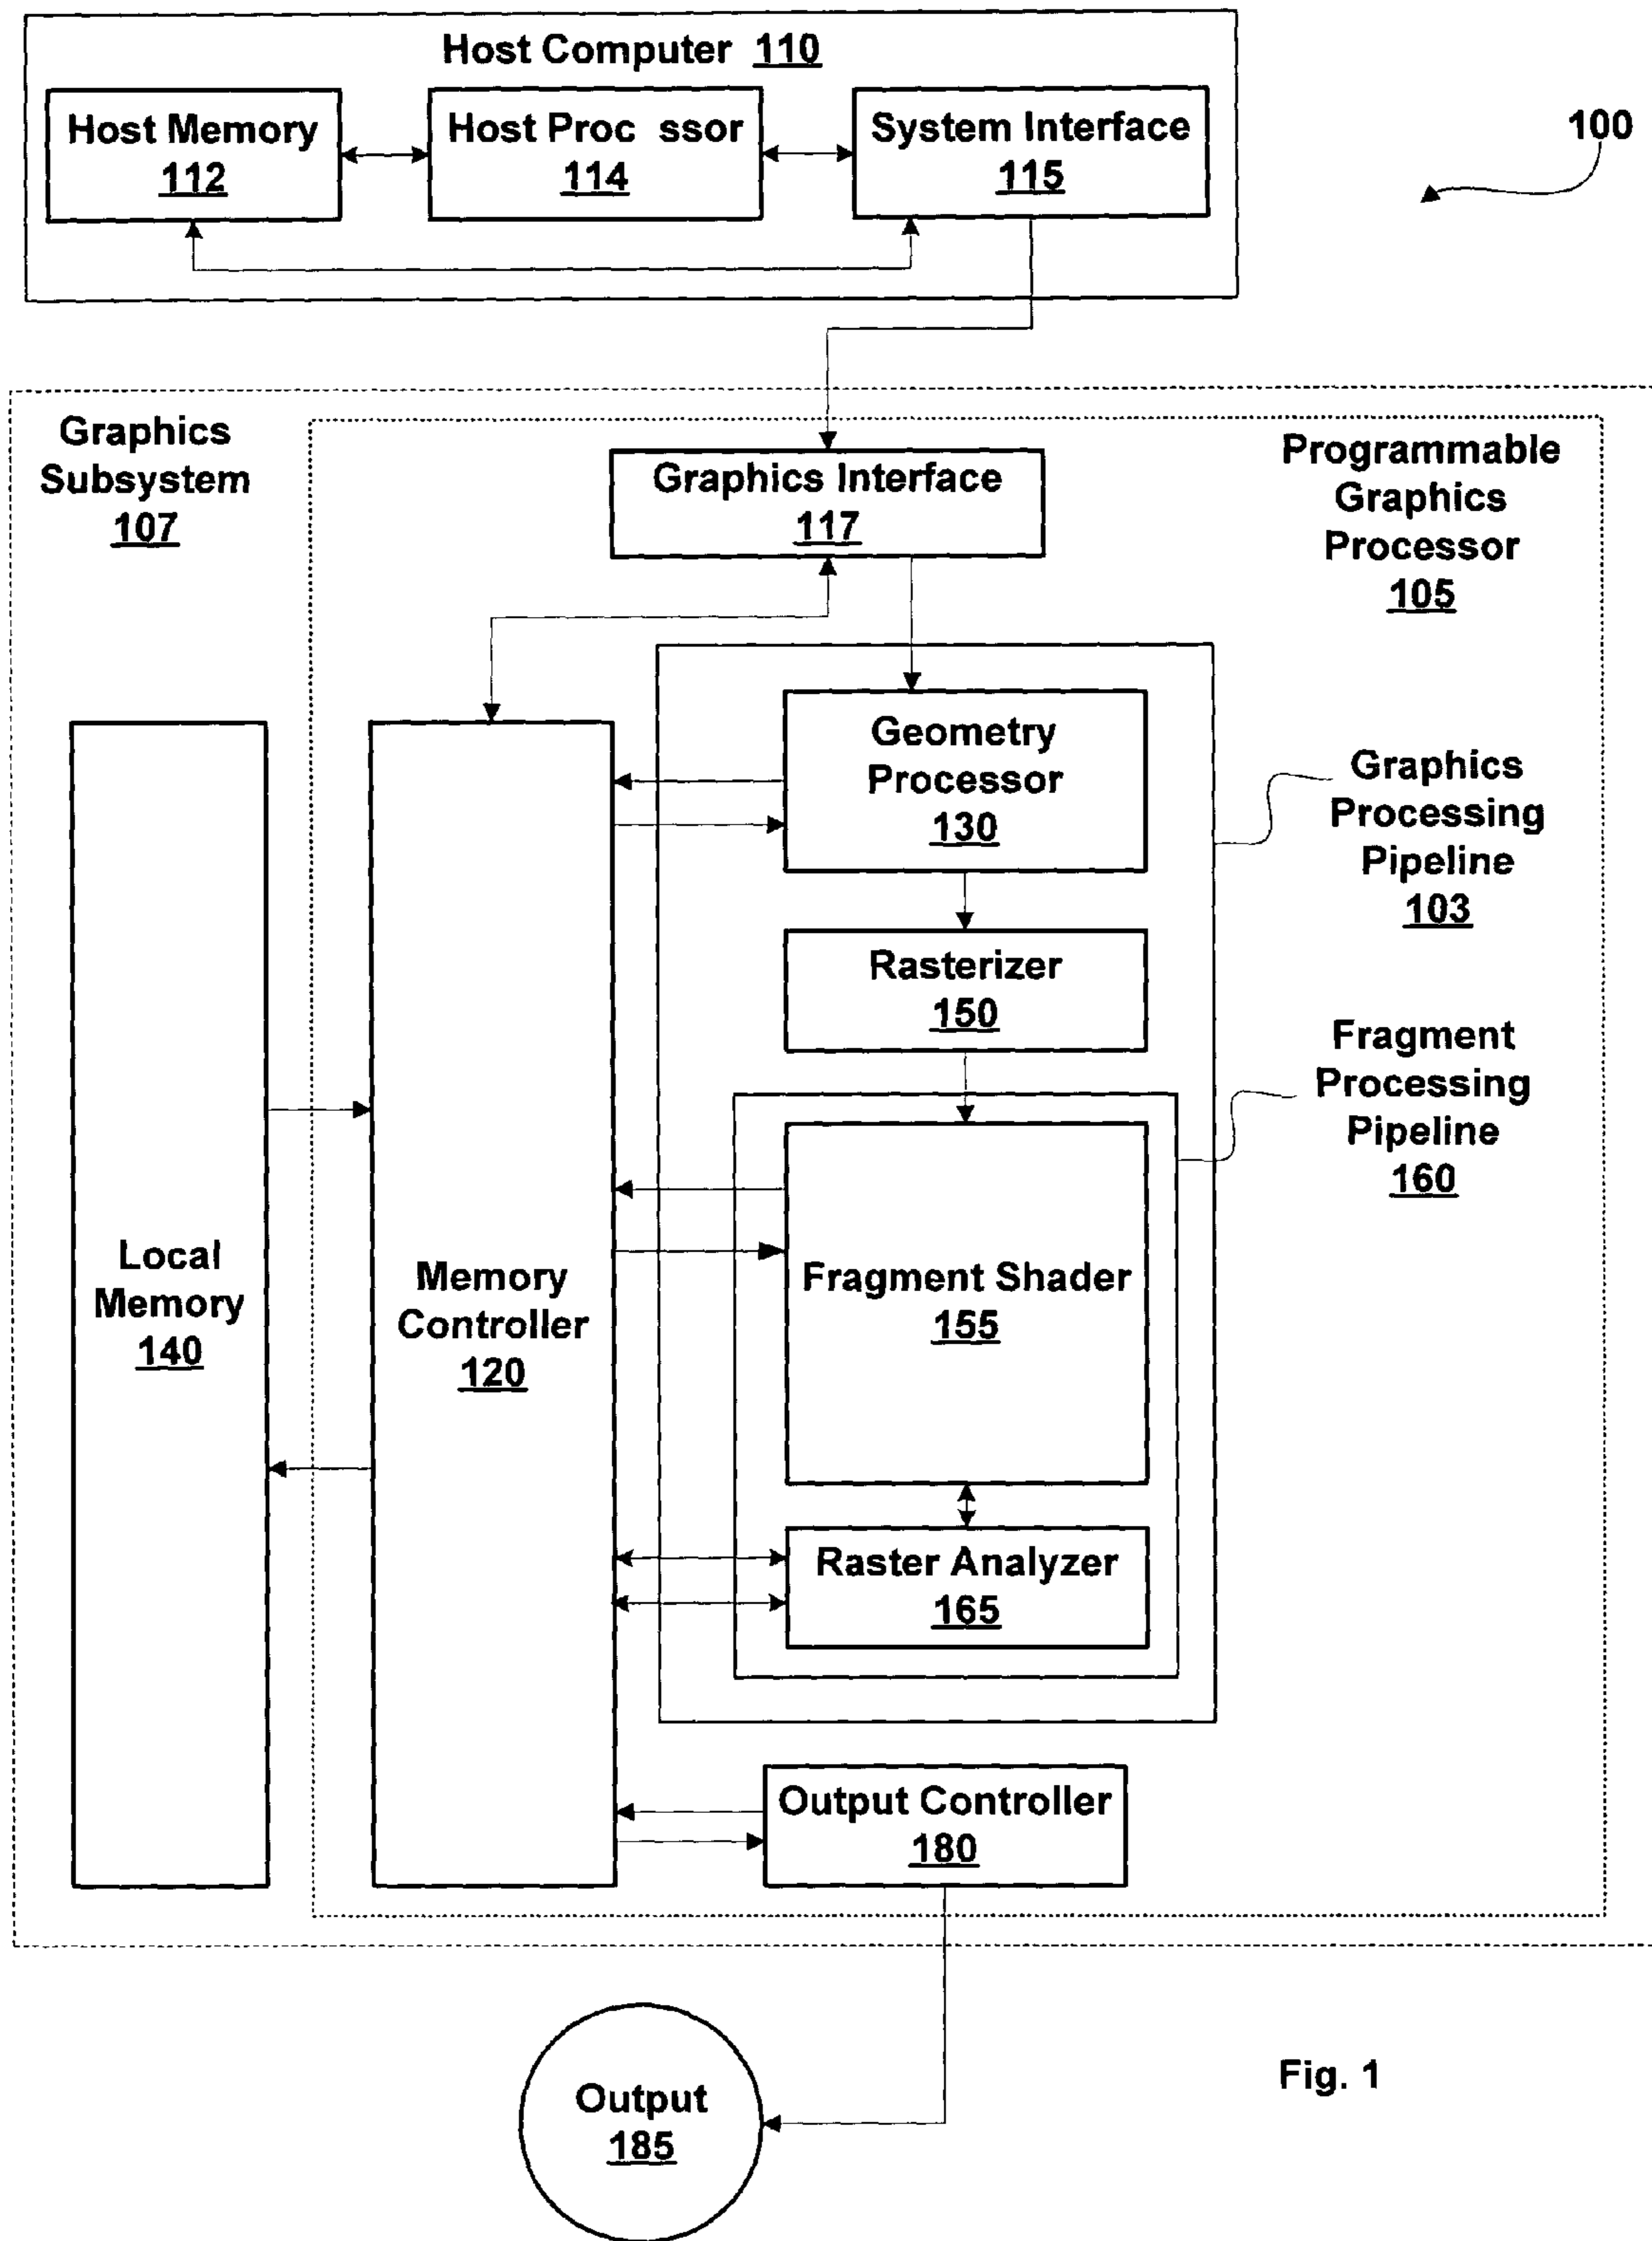 Host Computer 110
Host Memory
112
Host Proc ssor
114
System Interface
115
100
Graphics
Subsystem
107
Graphics Interface
117
Programmable
Graphics
Processor
105
Geometry
Processor
130
Graphics
Processing
Pipeline
103
Rasterizer
150
Fragment
Processing
Pipeline
160
Local
Memory
140
Memory
Controller
120
Fragment Shader
155
Raster Analyzer
165
Output Controller
180
Output
185
Fig. 1